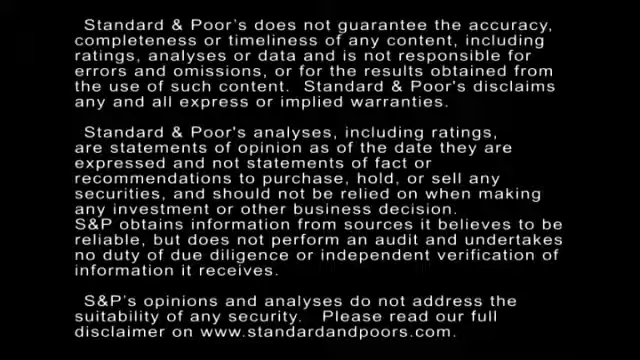 Standard & Poor's does not guarantee the accuracy,
completeness or timeliness of any content, including
ratings, analyses or data and is not responsible for
errors and omissions, or for the results obtained from
the use of such content. Standard & Poor's disclaims
any and all express or implied warranties.
Standard & Poor's analyses, including ratings,
are statements of opinion as of the date they are
expressed and not statements of fact or
recommendations to purchase, hold, or sell any
securities, and should not be relied on when making
any investment or other business decision.
S&P obtains information from sources it believes to be
reliable, but does not perform an audit and undertakes
no duty of due diligence or independent verification of
information it receives.
S&P's opinions and analyses do not address the
suitability of any security. Please read our full
disclaimer on www.standardandpoors.com.